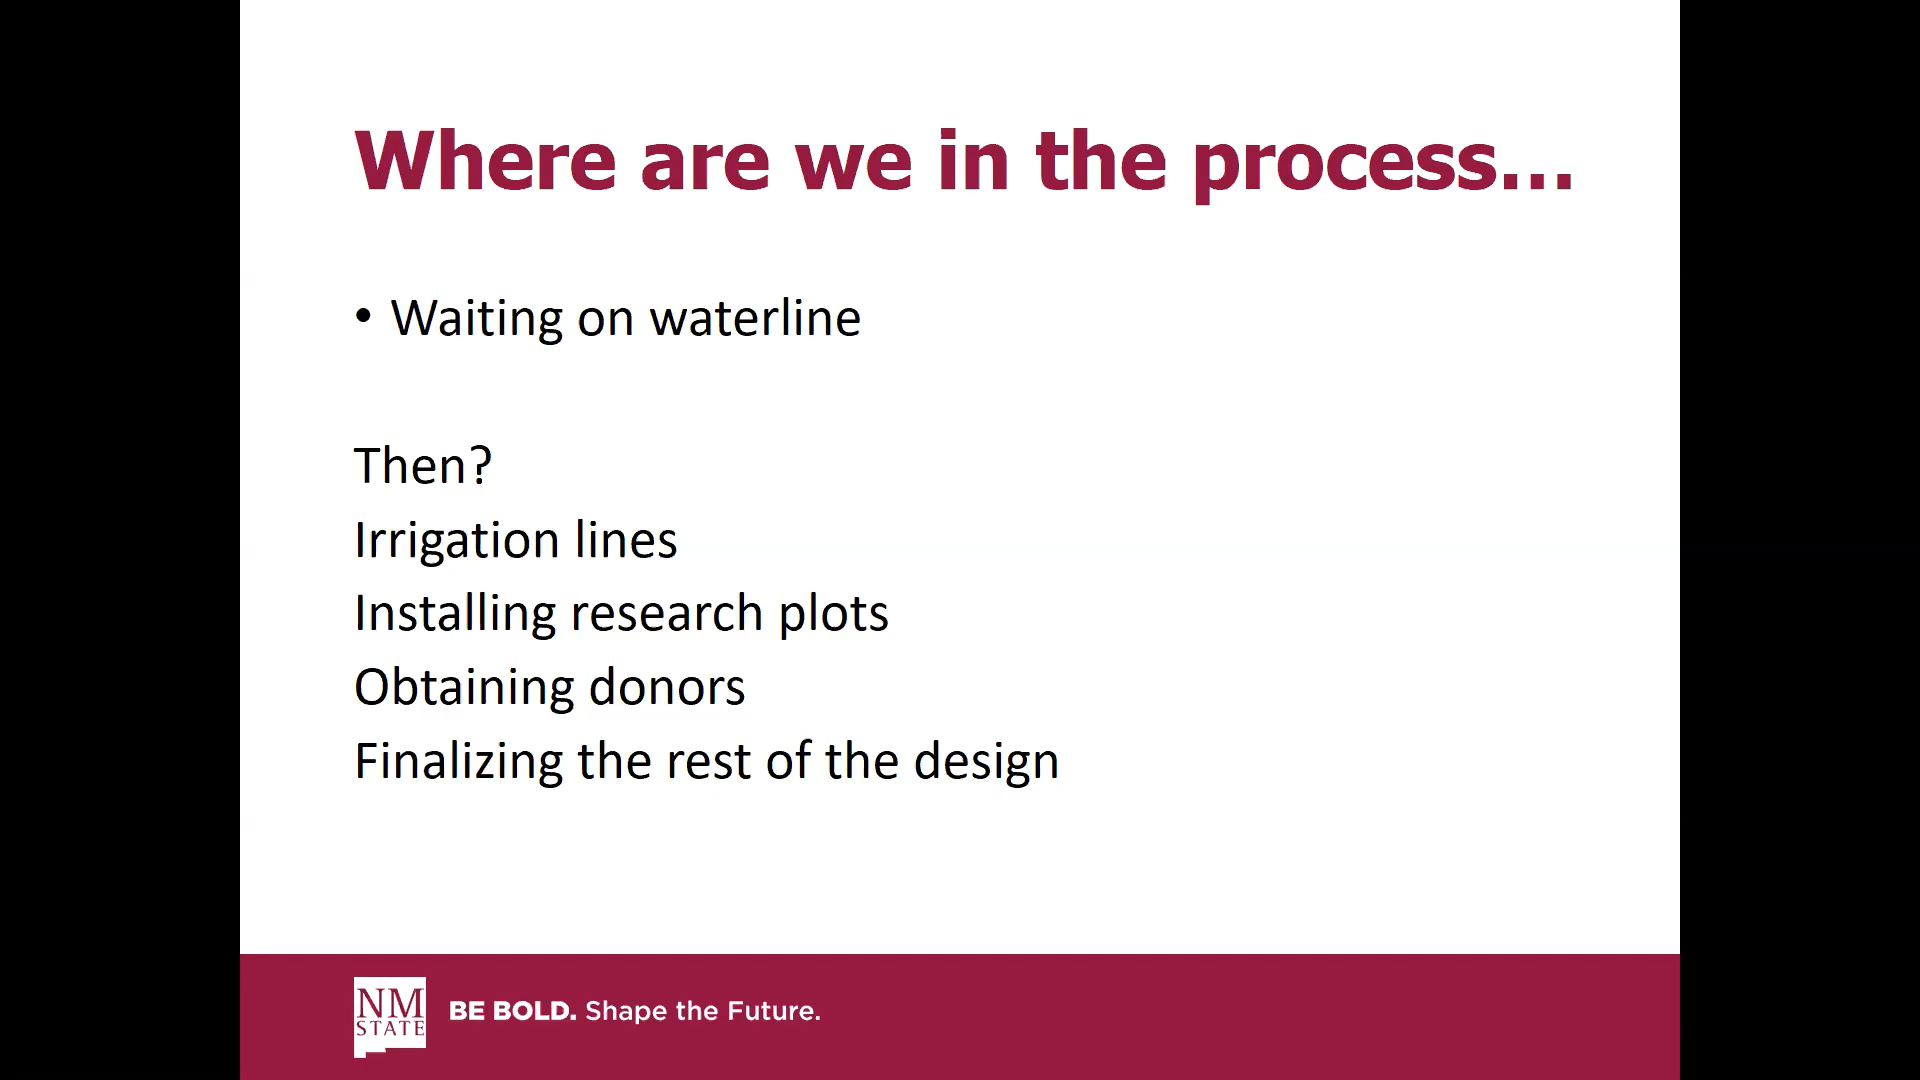 Where are we in the process...
• Waiting on waterline
Then?
Irrigation lines
Installing research plots
Obtaining donors
Finalizing the rest of the design
NM
STATE
BE BOLD. Shape the Future.